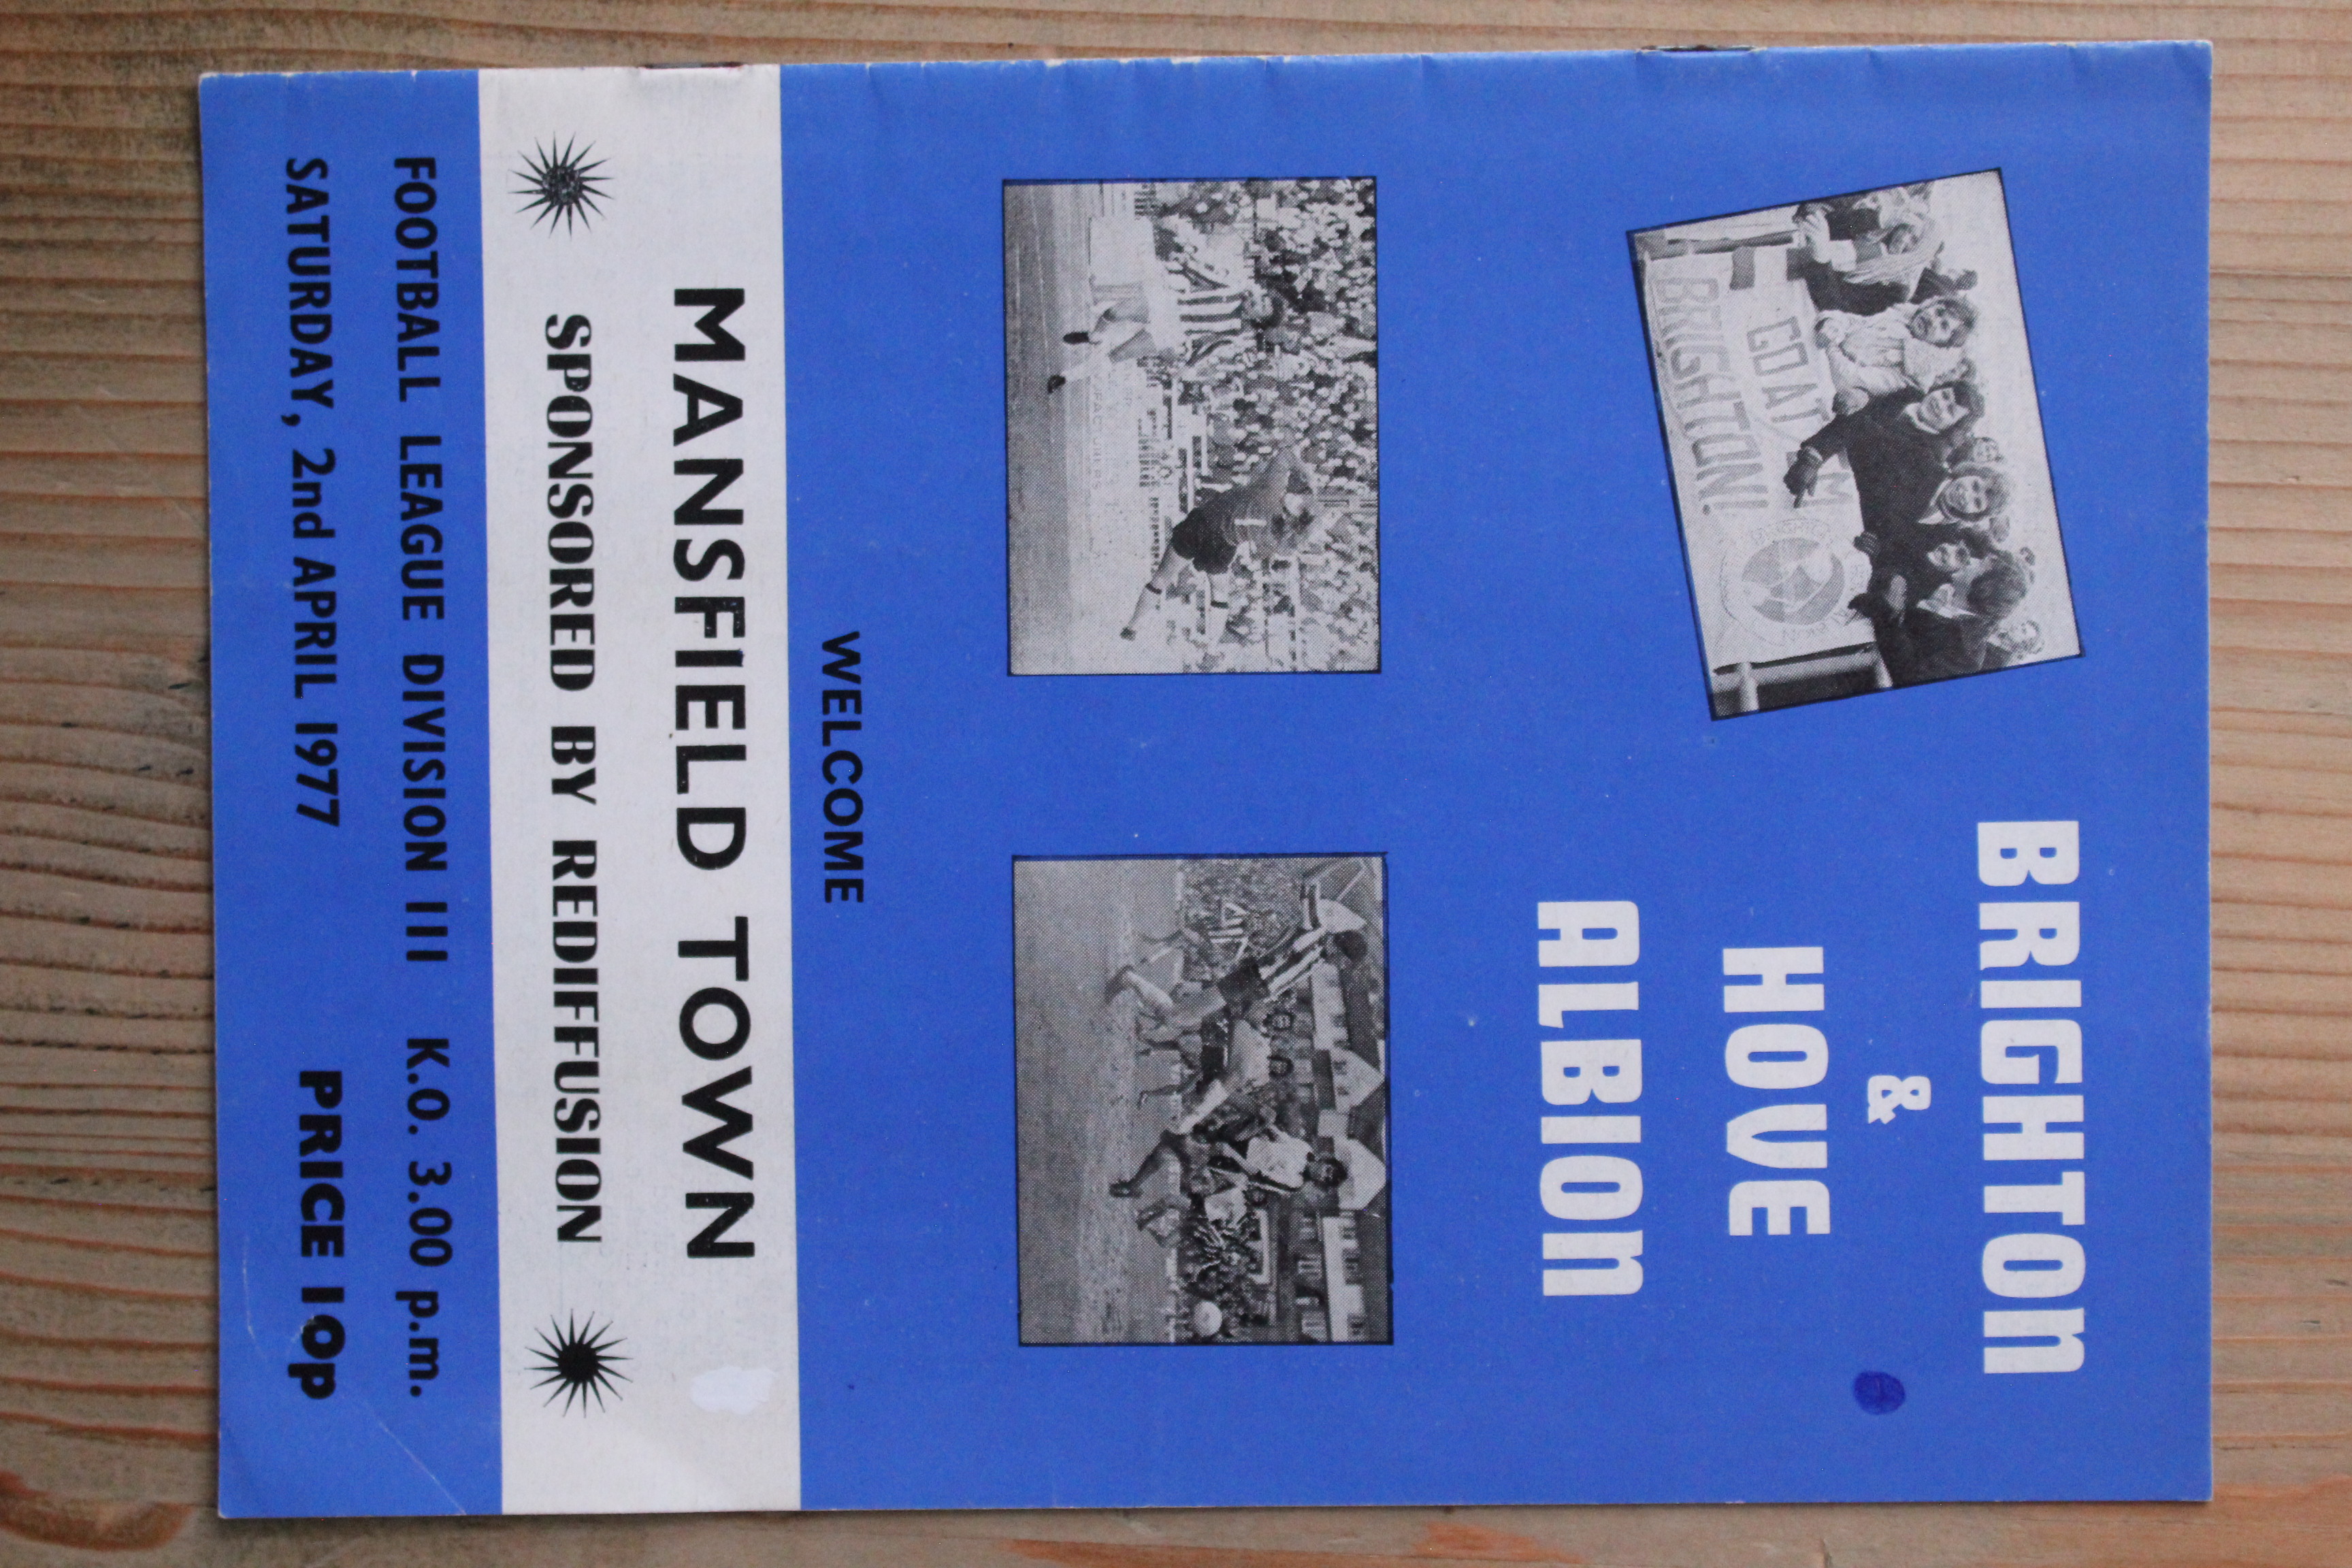 BRIGHTON
&
HOVE
ALBION
GOAT M
BRIGHTON!
WELCOME
MANSFIELD TOWN
SPONSORED BY REDIFFUSION
FOOTBALL LEAGUE DIVISION III K.O. 3.00 p.m.
SATURDAY, 2nd APRIL 1977 PRICE 10p